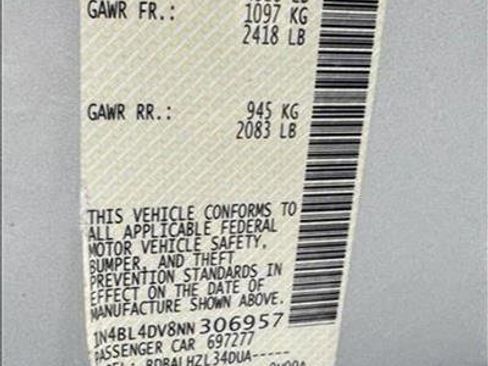 GAWR FR.: 1097 KG
2418 LB
GAWR RR.: 945 KG
2083 LB
THIS VEHICLE CONFORMS TO
ALL APPLICABLE FEDERAL
MOTOR VEHICLE SAFETY,
BUMPER, AND THEFT
PREVENTION STANDARDS IN
EFFECT ON THE DATE OF
MANUFACTURE SHOWN ABOVE.
1N4BL4DV8NN306957
PASSENGER CAR 697277